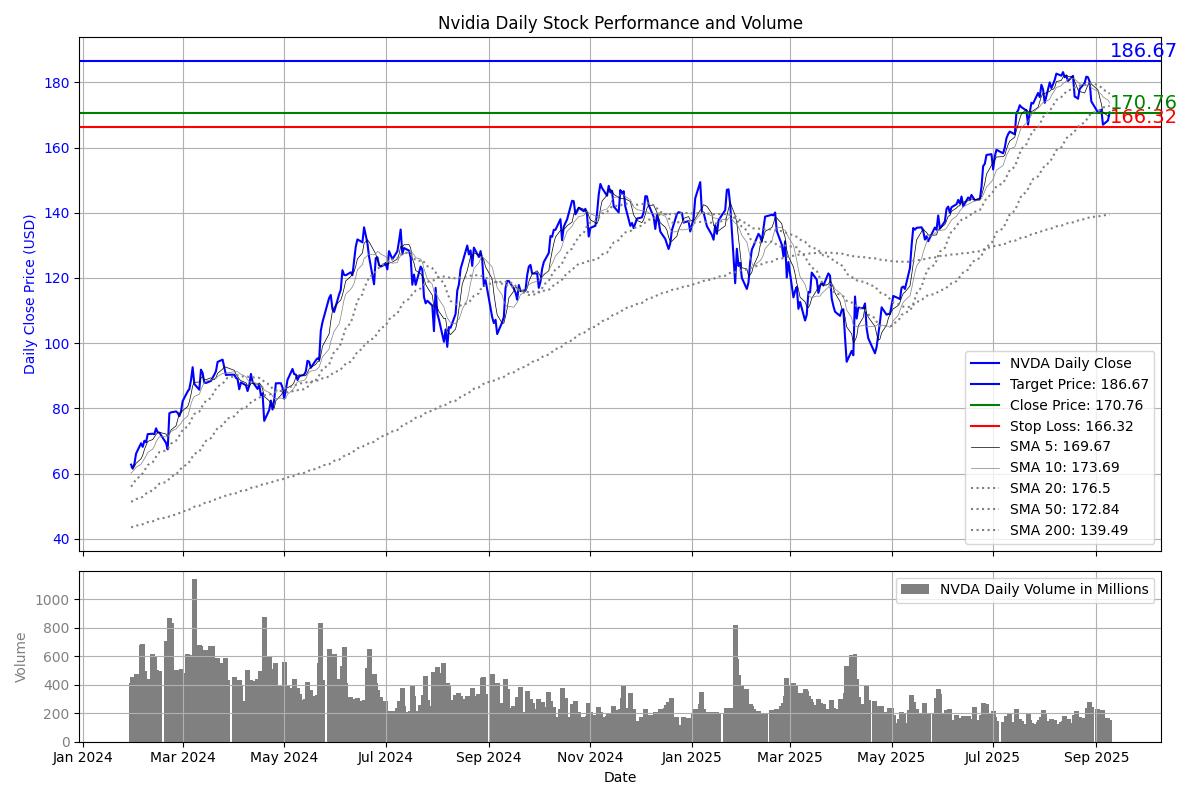 Nvidia Daily Stock Performance and Volume
Daily Close Price (USD)
180
160
140
120
100
80
60
40
186.67
170.76
166.32
NVDA Daily Close
Target Price: 186.67
Close Price: 170.76
Stop Loss: 166.32
SMA 5: 169.67
SMA 10: 173.69
SMA 20: 176.5
SMA 50: 172.84
SMA 200: 139.49
Volume
1000
800
600
400
200
0
NVDA Daily Volume in Millions
Jan 2024 Mar 2024 May 2024 Jul 2024 Sep 2024 Nov 2024 Jan 2025 Mar 2025 May 2025 Jul 2025 Sep 2025
Date